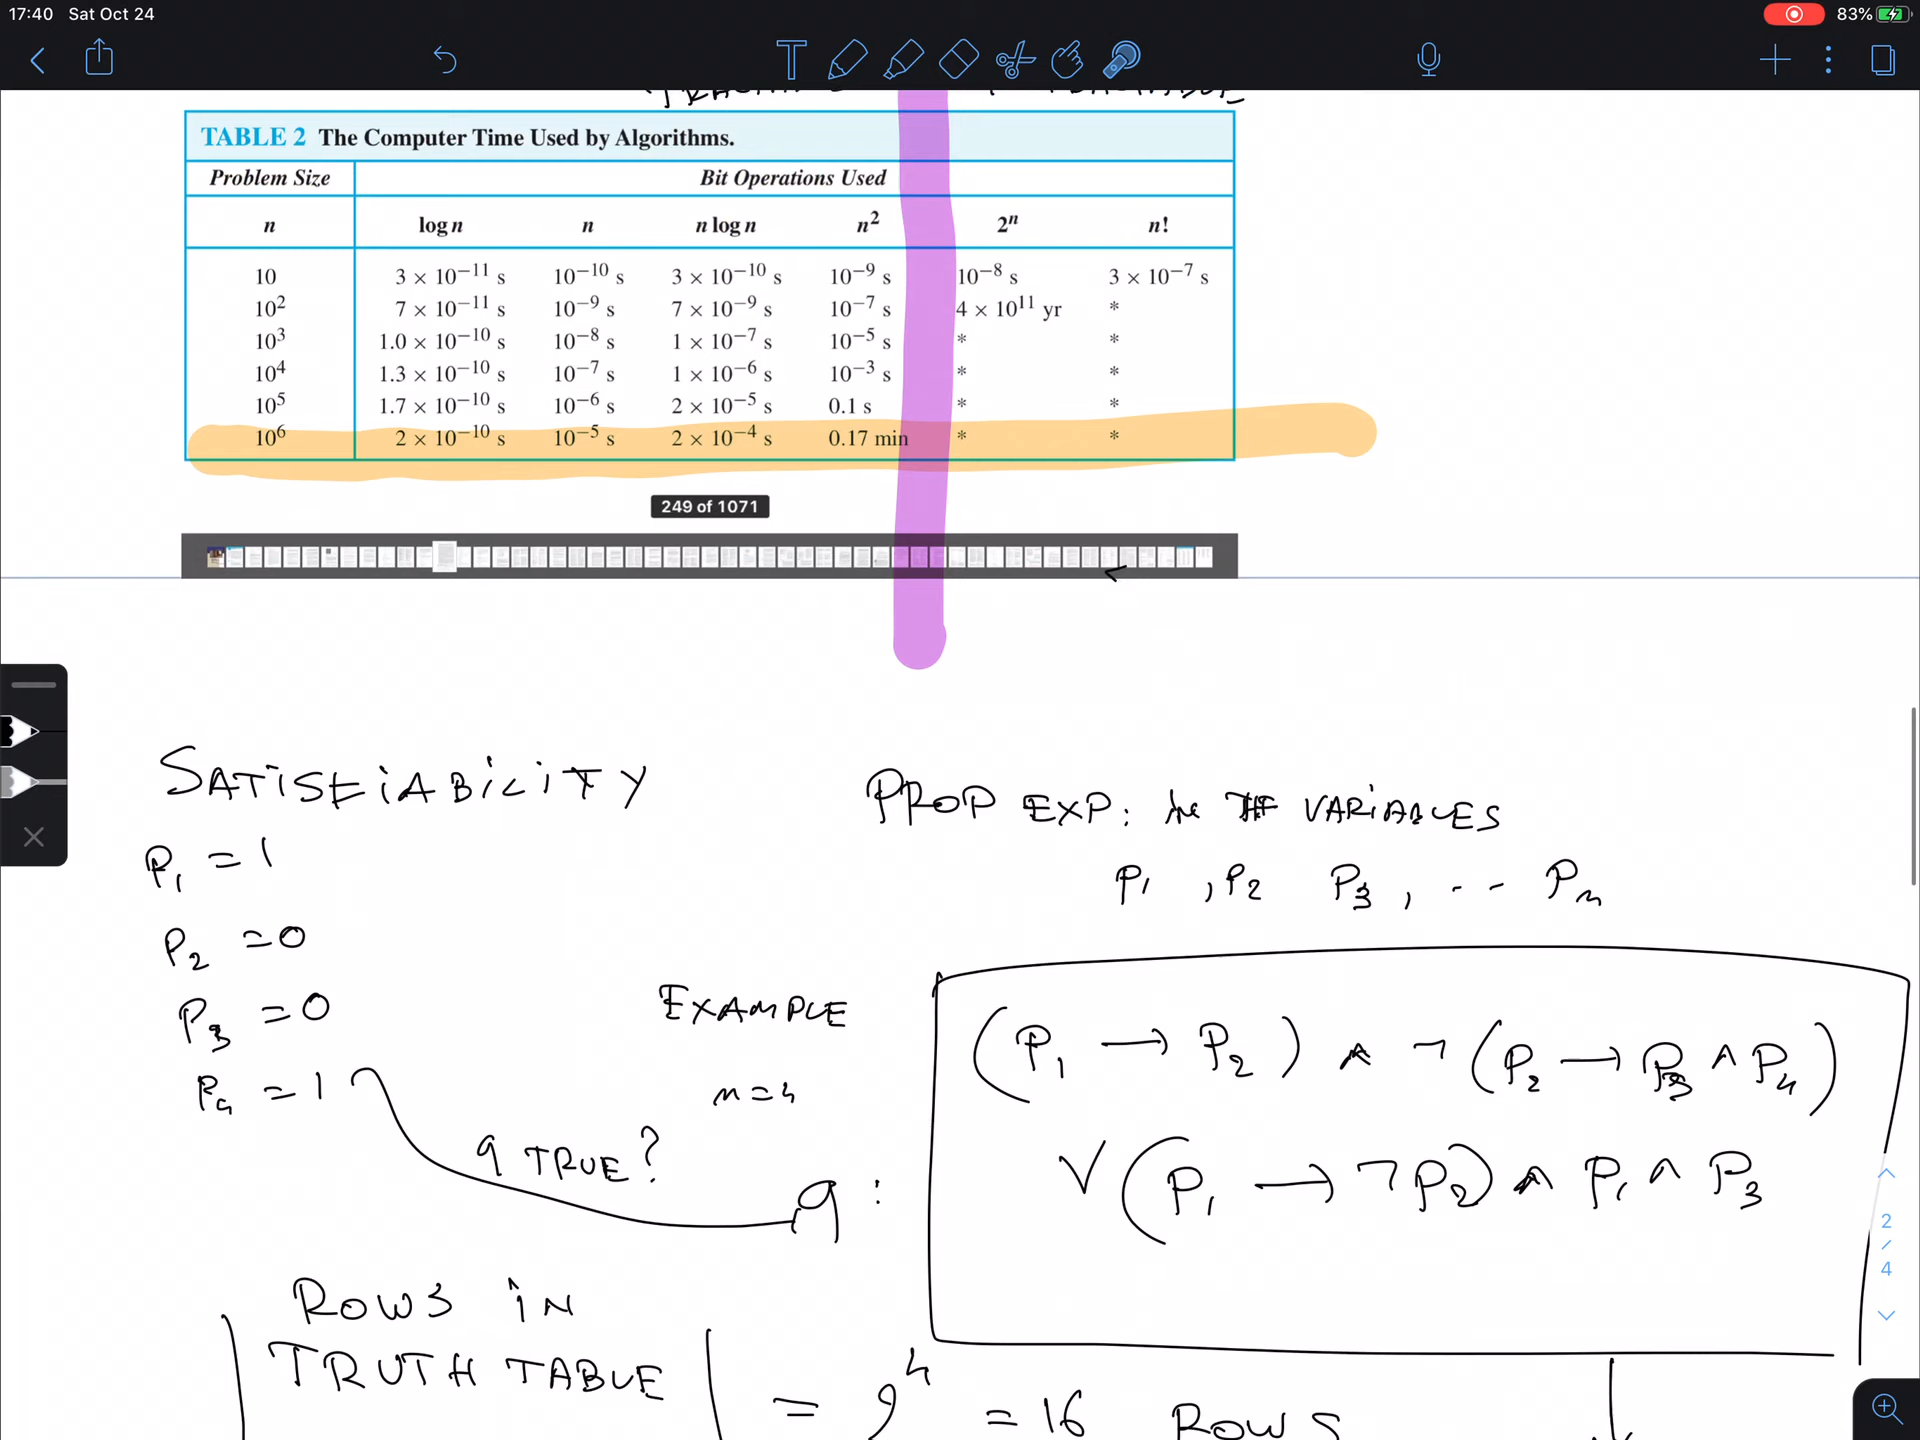 17:40 Sat Oct 24
83%
TABLE 2 The Computer Time Used by Algorithms.
Problem Size Bit Operations Used
n log n n n log n n² 2ⁿ n!
10 3 × 10⁻¹¹ s 10⁻¹⁰ s 3 × 10⁻¹⁰ s 10⁻⁹ s 10⁻⁸ s 3 × 10⁻⁷ s
10² 7 × 10⁻¹¹ s 10⁻⁹ s 7 × 10⁻⁹ s 10⁻⁷ s 4 × 10¹¹ yr *
10³ 1.0 × 10⁻¹⁰ s 10⁻⁸ s 1 × 10⁻⁷ s 10⁻⁵ s * *
10⁴ 1.3 × 10⁻¹⁰ s 10⁻⁷ s 1 × 10⁻⁶ s 10⁻³ s * *
10⁵ 1.7 × 10⁻¹⁰ s 10⁻⁶ s 2 × 10⁻⁵ s 0.1 s * *
10⁶ 2 × 10⁻¹⁰ s 10⁻⁵ s 2 × 10⁻⁴ s 0.17 min * *
249 of 1071
SATISFIABILITY
P₁ = 1
P₂ = 0
P₃ = 0
P₄ = 1
q TRUE?
PROP EXP: IN THE VARIABLES
P₁ , P₂ P₃ , .. Pₙ
EXAMPLE
n = 4
q :
(P₁ → P₂) ∧ ¬ (P₂ → P₃ ∧ P₄)
∨ (P₁ → ¬ P₂) ∧ P₁ ∧ P₃
ROWS IN
TRUTH TABLE
= 2⁴ = 16 ROWS
2
/
4